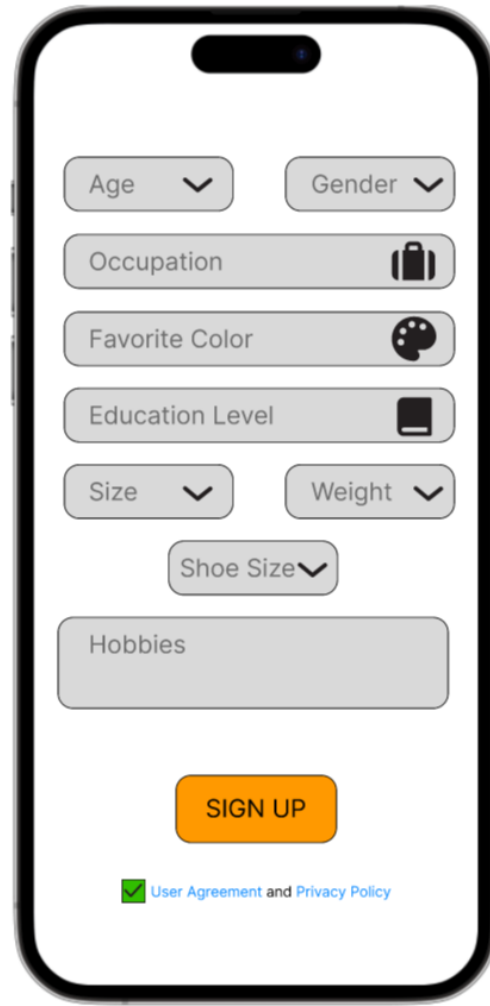 Age Gender
Occupation
Favorite Color
Education Level
Size Weight
Shoe Size
Hobbies
SIGN UP
User Agreement and Privacy Policy